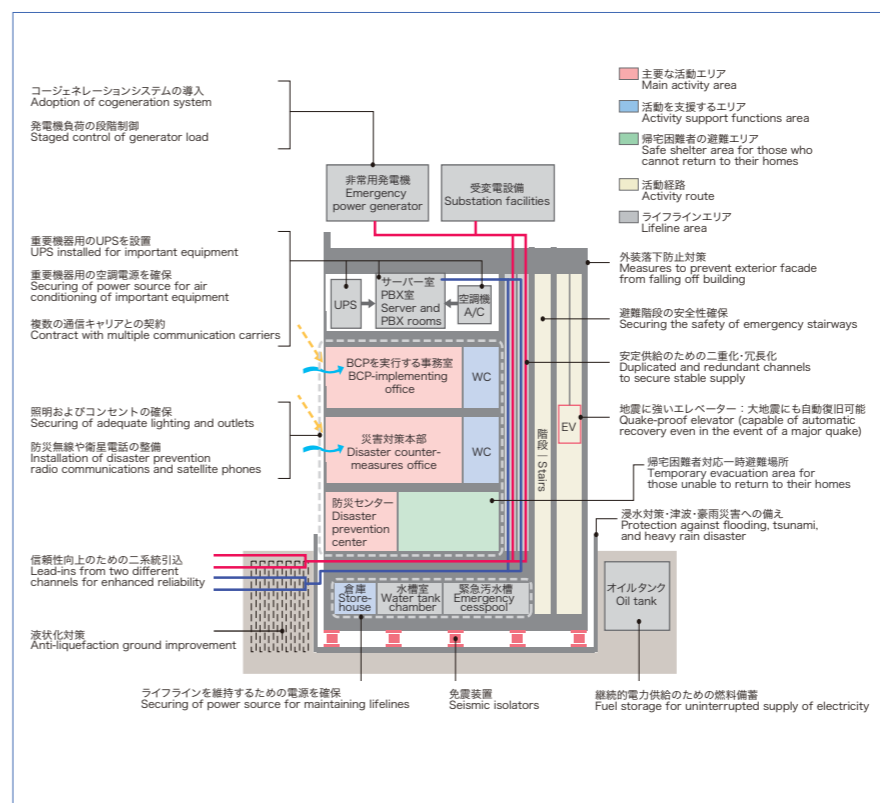 コージェネレーションシステムの導入
Adoption of cogeneration system
発電機負荷の段階制御
Staged control of generator load
主要な活動エリア
Main activity area
活動を支援するエリア
Activity support functions area
帰宅困難者の避難エリア
Safe shelter area for those who
cannot return to their homes
活動経路
Activity route
ライフラインエリア
Lifeline area
非常用発電機
Emergency
power generator
受変電設備
Substation facilities
重要機器用のUPSを設置
UPS installed for important equipment
重要機器用の空調電源を確保
Securing of power source for air
conditioning of important equipment
複数の通信キャリアとの契約
Contract with multiple communication carriers
UPS
サーバー室
PBX室
Server and
PBX rooms
空調機
A/C
外装落下防止対策
Measures to prevent exterior facade
from falling off building
避難階段の安全性確保
Securing the safety of emergency stairways
安定供給のための二重化・冗長化
Duplicated and redundant channels
to secure stable supply
BCPを実行する事務室
BCP-implementing
office
WC
照明およびコンセントの確保
Securing of adequate lighting and outlets
防災無線や衛星電話の整備
Installation of disaster prevention
radio communications and satellite phones
災害対策本部
Disaster counter-
measures office
WC
階段 | Stairs
EV
地震に強いエレベーター：大地震にも自動復旧可能
Quake-proof elevator (capable of automatic
recovery even in the event of a major quake)
帰宅困難者対応一時避難場所
Temporary evacuation area for
those unable to return to their homes
防災センター
Disaster
prevention
center
浸水対策・津波・豪雨災害への備え
Protection against flooding, tsunami,
and heavy rain disaster
信頼性向上のための二系統引込
Lead-ins from two different
channels for enhanced reliability
倉庫
Store-
house
水槽室
Water tank
chamber
緊急汚水槽
Emergency
cesspool
オイルタンク
Oil tank
液状化対策
Anti-liquefaction ground improvement
ライフラインを維持するための電源を確保
Securing of power source for maintaining lifelines
免震装置
Seismic isolators
継続的電力供給のための燃料備蓄
Fuel storage for uninterrupted supply of electricity